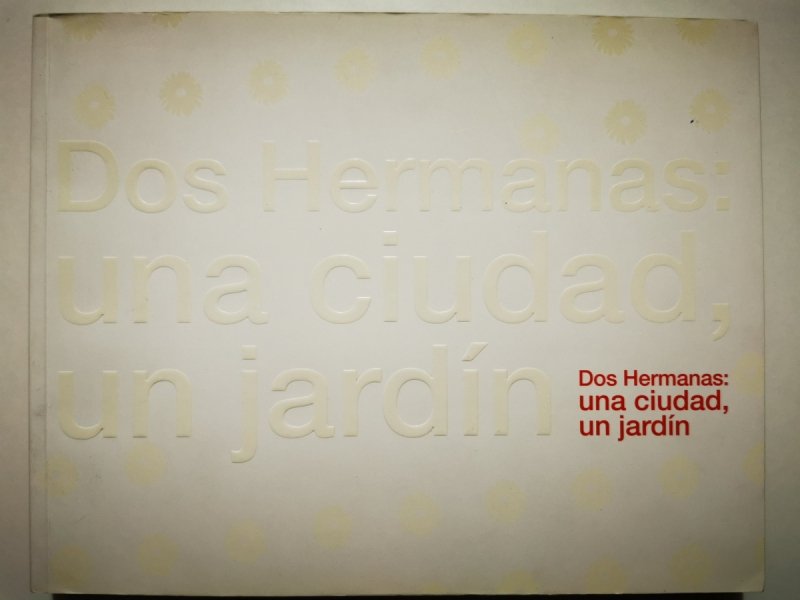 Dos Hermanas:
una ciudad,
un jardín
Dos Hermanas:
una ciudad,
un jardín